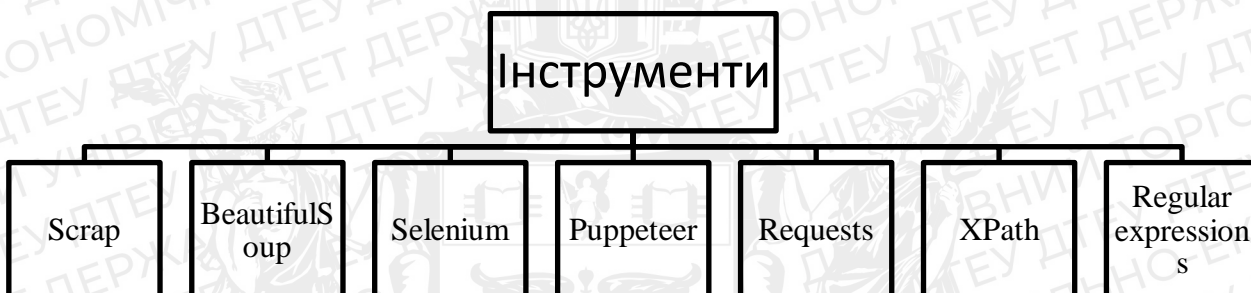 Інструменти
Scrap
BeautifulS
oup
Selenium
Puppeteer
Requests
XPath
Regular
expression
s